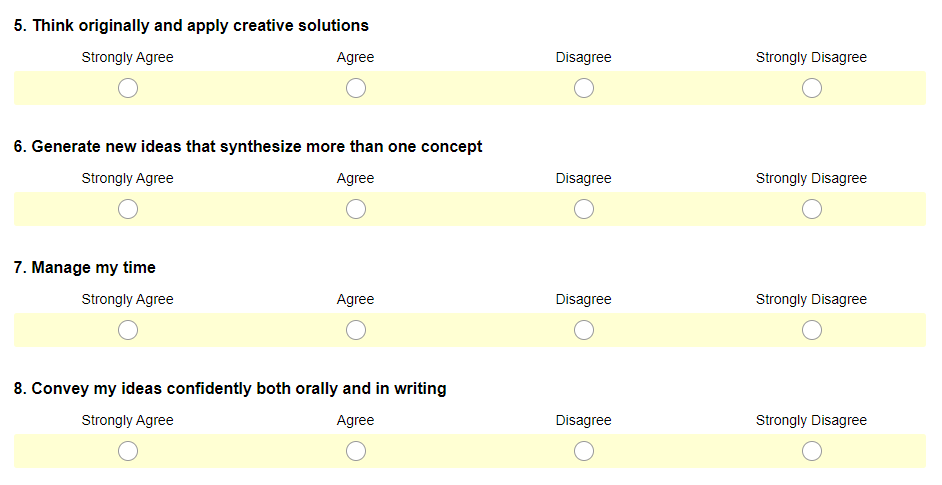 5. Think originally and apply creative solutions
Strongly Agree Agree Disagree Strongly Disagree
6. Generate new ideas that synthesize more than one concept
Strongly Agree Agree Disagree Strongly Disagree
7. Manage my time
Strongly Agree Agree Disagree Strongly Disagree
8. Convey my ideas confidently both orally and in writing
Strongly Agree Agree Disagree Strongly Disagree